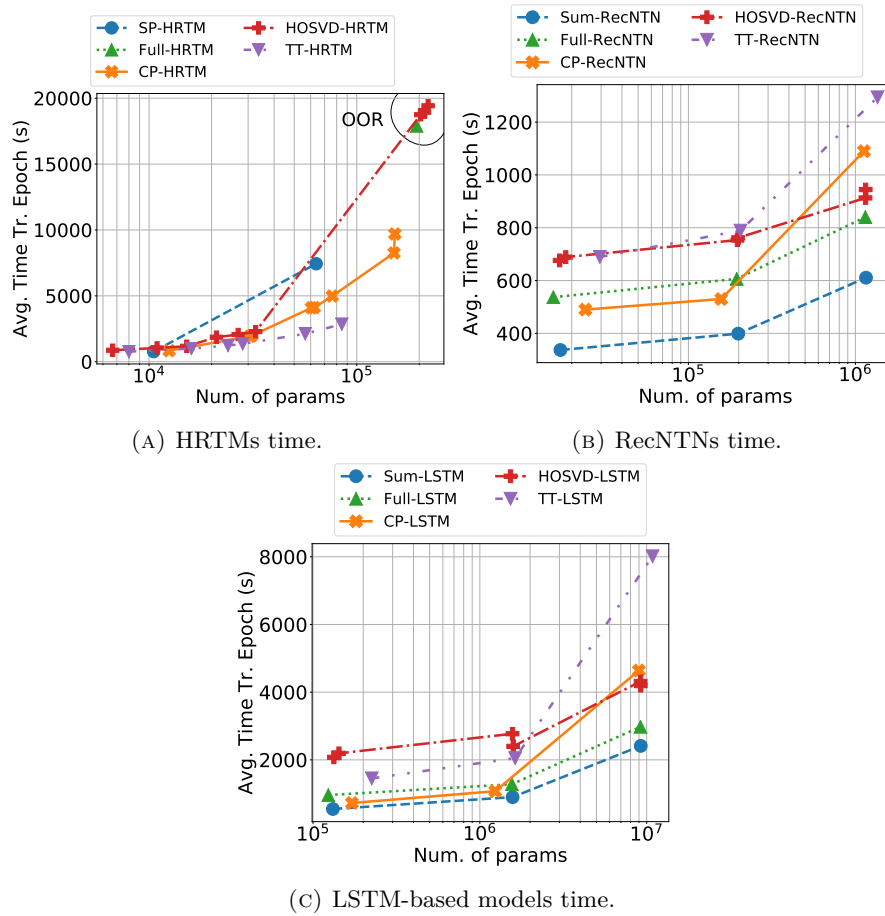 SP-HRTM
Full-HRTM
CP-HRTM
HOSVD-HRTM
TT-HRTM
OOR
20000
15000
10000
5000
0
Avg. Time Tr. Epoch (s)
10^4 10^5
Num. of params
(A) HRTMs time.
Sum-RecNTN
Full-RecNTN
CP-RecNTN
HOSVD-RecNTN
TT-RecNTN
1200
1000
800
600
400
Avg. Time Tr. Epoch (s)
10^5 10^6
Num. of params
(B) RecNTNs time.
Sum-LSTM
Full-LSTM
CP-LSTM
HOSVD-LSTM
TT-LSTM
8000
6000
4000
2000
Avg. Time Tr. Epoch (s)
10^5 10^6 10^7
Num. of params
(C) LSTM-based models time.